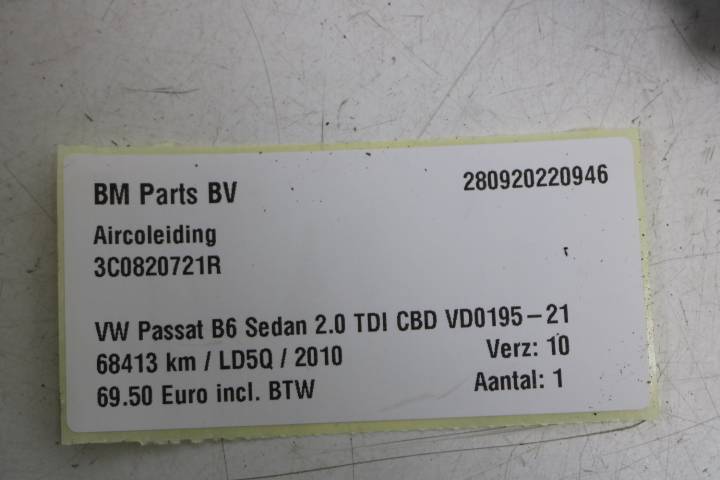 BM Parts BV 280920220946
Aircoleiding
3C0820721R
VW Passat B6 Sedan 2.0 TDI CBD VD0195-21
68413 km / LD5Q / 2010 Verz: 10
69.50 Euro incl. BTW Aantal: 1